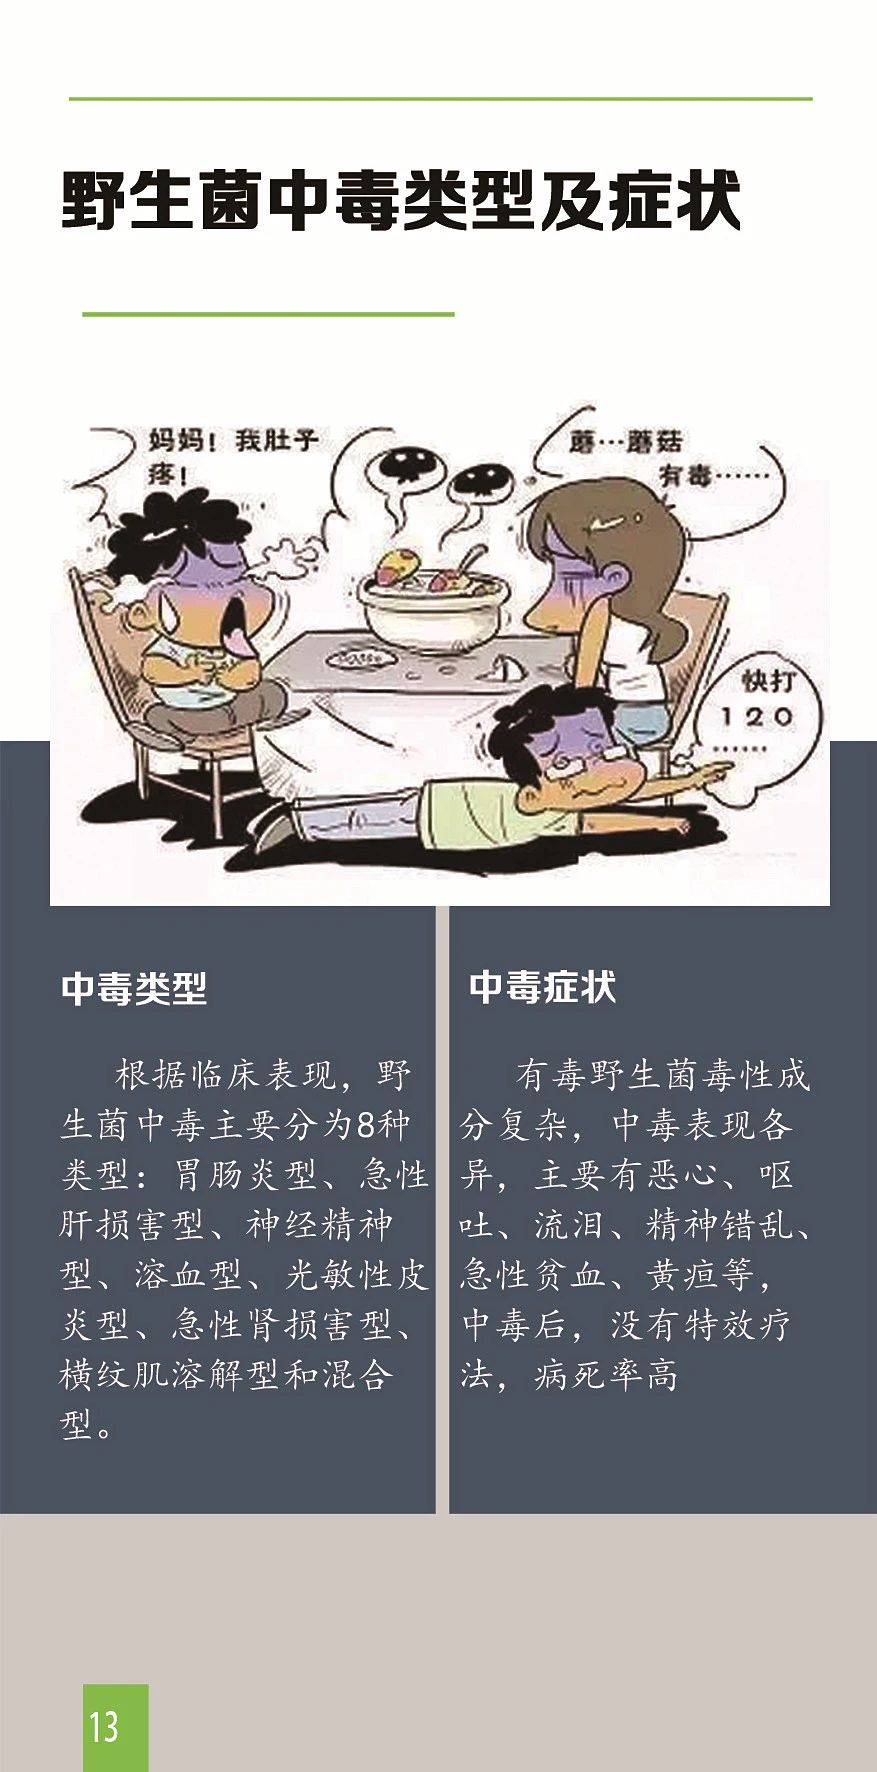 野生菌中毒类型及症状
妈妈！我肚子
疼！
蘑…蘑菇
有毒……
快打
120
……
中毒类型
根据临床表现，野
生菌中毒主要分为8种
类型：胃肠炎型、急性
肝损害型、神经精神
型、溶血型、光敏性皮
炎型、急性肾损害型、
横纹肌溶解型和混合
型。
中毒症状
有毒野生菌毒性成
分复杂，中毒表现各
异，主要有恶心、呕
吐、流泪、精神错乱、
急性贫血、黄疸等，
中毒后，没有特效疗
法，病死率高
13